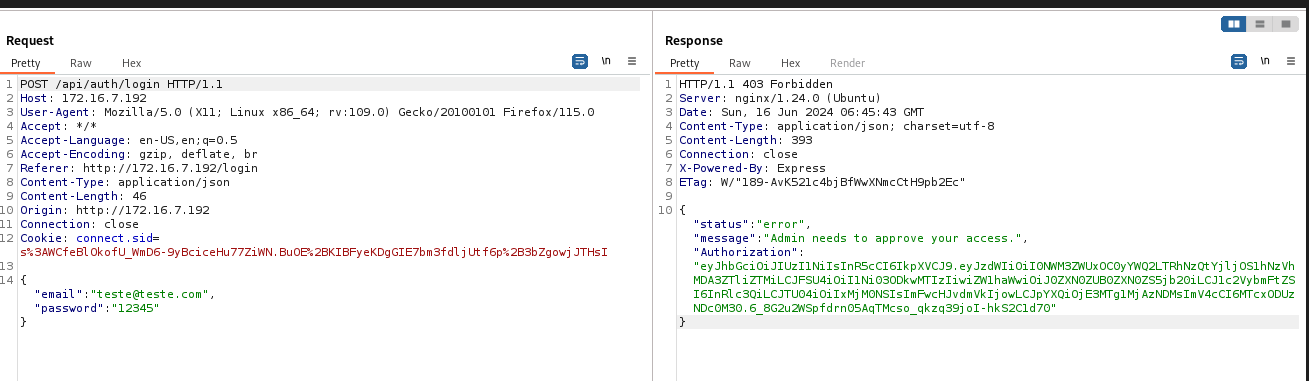 Request
Pretty Raw Hex
\n
1 POST /api/auth/login HTTP/1.1
2 Host: 172.16.7.192
3 User-Agent: Mozilla/5.0 (X11; Linux x86_64; rv:109.0) Gecko/20100101 Firefox/115.0
4 Accept: */*
5 Accept-Language: en-US,en;q=0.5
6 Accept-Encoding: gzip, deflate, br
7 Referer: http://172.16.7.192/login
8 Content-Type: application/json
9 Content-Length: 46
10 Origin: http://172.16.7.192
11 Connection: close
12 Cookie: connect.sid=
s%3AWCfeBlOkofU_WmD6-9yBciceHu77ZiWN.BuOE%2BKIBFyeKDgGIE7bm3fdljUtf6p%2B3bZgowjJTHsI
13
14 {
"email":"teste@teste.com",
"password":"12345"
}
Response
Pretty Raw Hex Render
\n
1 HTTP/1.1 403 Forbidden
2 Server: nginx/1.24.0 (Ubuntu)
3 Date: Sun, 16 Jun 2024 06:45:43 GMT
4 Content-Type: application/json; charset=utf-8
5 Content-Length: 393
6 Connection: close
7 X-Powered-By: Express
8 ETag: W/"189-AvK521c4bjBfWwXNmcCtH9pb2Ec"
9
10 {
"status":"error",
"message":"Admin needs to approve your access.",
"Authorization":
"eyJhbGciOiJIUzI1NiIsInR5cCI6IkpXVCJ9.eyJzdWIiOiI0NWM3ZWUxOC0yYWQ2LTRhNzQtYjljOS1hNzVh
MDA3ZTliZTMiLCJFSU4iOiI1Ni03ODkwMTIzIiwiZW1haWwiOiJ0ZXN0ZUB0ZXN0ZS5jb20iLCJ1c2VybmFtZS
I6InRlc3QiLCJTU04iOiIxMjM0NSIsImFwcHJvdmVkIjowLCJpYXQiOjE3MTg1MjAzNDMsImV4cCI6MTcxODUz
NDc0M30.6_8G2u2WSpfdrn05AqTMcso_qkzq39joI-hkS2C1d70"
}